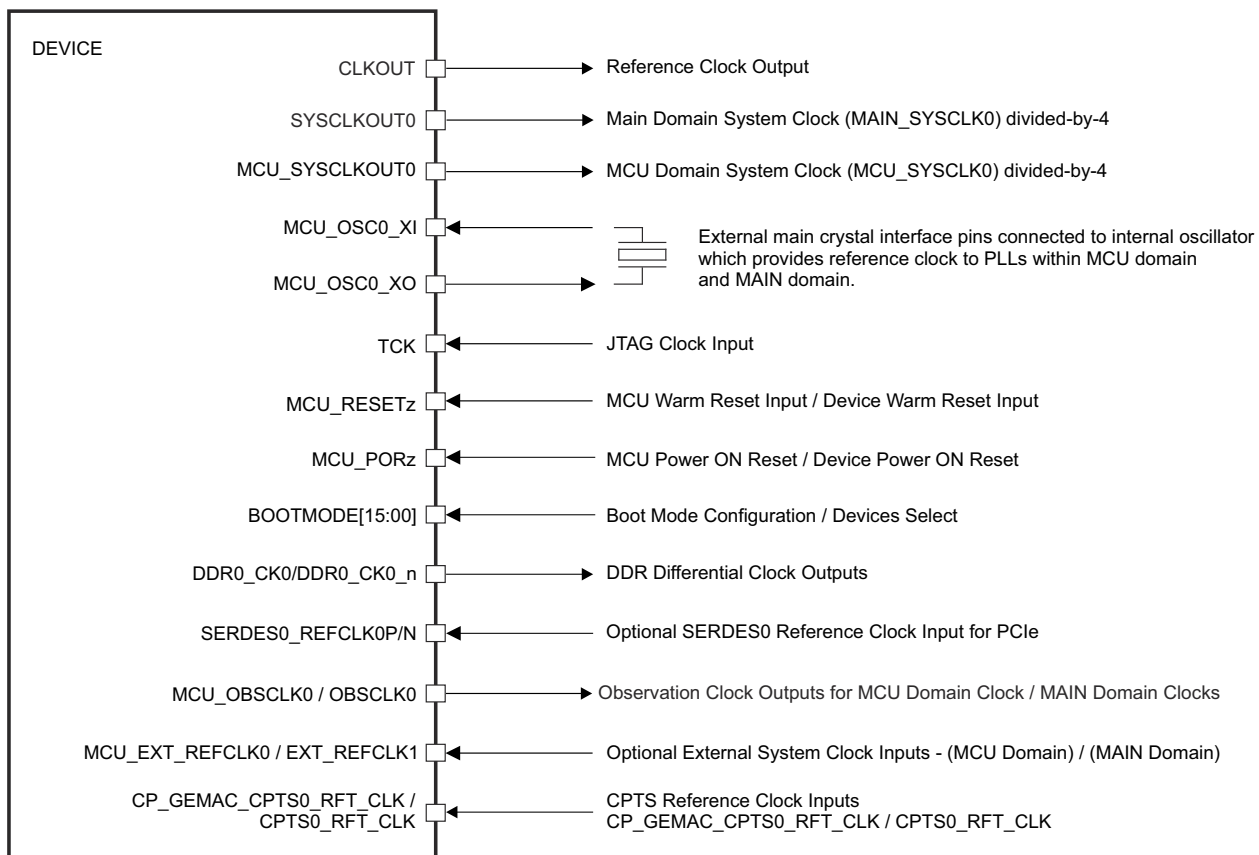 DEVICE
CLKOUT
Reference Clock Output
SYSCLKOUT0
Main Domain System Clock (MAIN_SYSCLK0) divided-by-4
MCU_SYSCLKOUT0
MCU Domain System Clock (MCU_SYSCLK0) divided-by-4
MCU_OSC0_XI
MCU_OSC0_XO
External main crystal interface pins connected to internal oscillator
which provides reference clock to PLLs within MCU domain
and MAIN domain.
TCK
JTAG Clock Input
MCU_RESETz
MCU Warm Reset Input / Device Warm Reset Input
MCU_PORz
MCU Power ON Reset / Device Power ON Reset
BOOTMODE[15:00]
Boot Mode Configuration / Devices Select
DDR0_CK0/DDR0_CK0_n
DDR Differential Clock Outputs
SERDES0_REFCLK0P/N
Optional SERDES0 Reference Clock Input for PCIe
MCU_OBSCLK0 / OBSCLK0
Observation Clock Outputs for MCU Domain Clock / MAIN Domain Clocks
MCU_EXT_REFCLK0 / EXT_REFCLK1
Optional External System Clock Inputs - (MCU Domain) / (MAIN Domain)
CP_GEMAC_CPTS0_RFT_CLK /
CPTS0_RFT_CLK
CPTS Reference Clock Inputs
CP_GEMAC_CPTS0_RFT_CLK / CPTS0_RFT_CLK